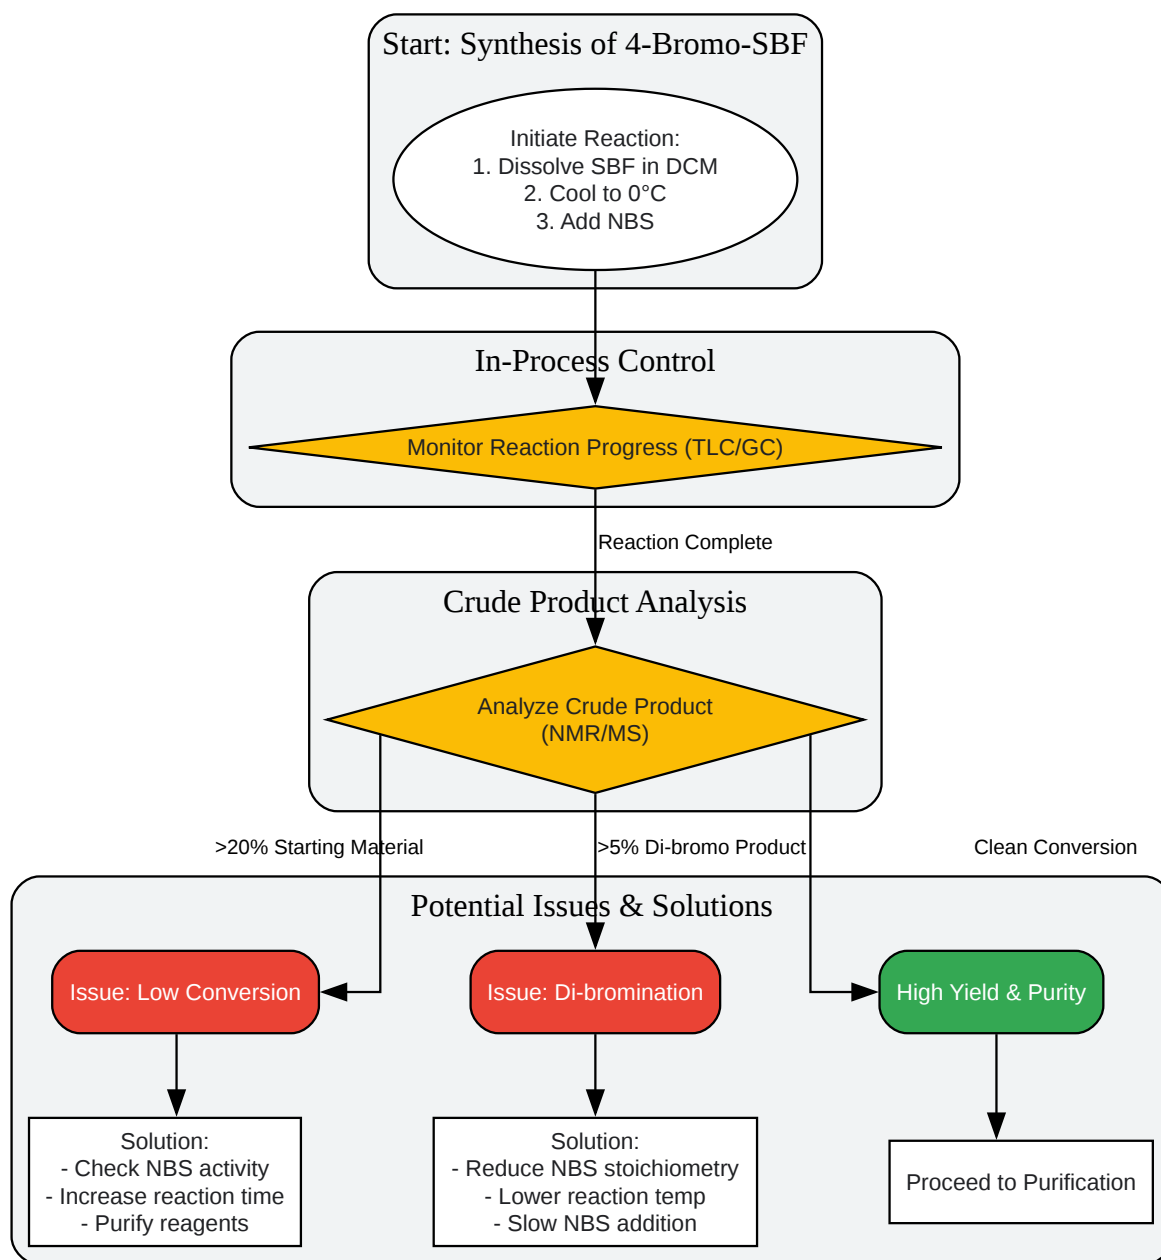 Start: Synthesis of 4-Bromo-SBF
Initiate Reaction:
1. Dissolve SBF in DCM
2. Cool to 0°C
3. Add NBS
In-Process Control
Monitor Reaction Progress (TLC/GC)
Reaction Complete
Crude Product Analysis
Analyze Crude Product
(NMR/MS)
>20% Starting Material
>5% Di-bromo Product
Clean Conversion
Potential Issues & Solutions
Issue: Low Conversion
Issue: Di-bromination
High Yield & Purity
Solution:
- Check NBS activity
- Increase reaction time
- Purify reagents
Solution:
- Reduce NBS stoichiometry
- Lower reaction temp
- Slow NBS addition
Proceed to Purification